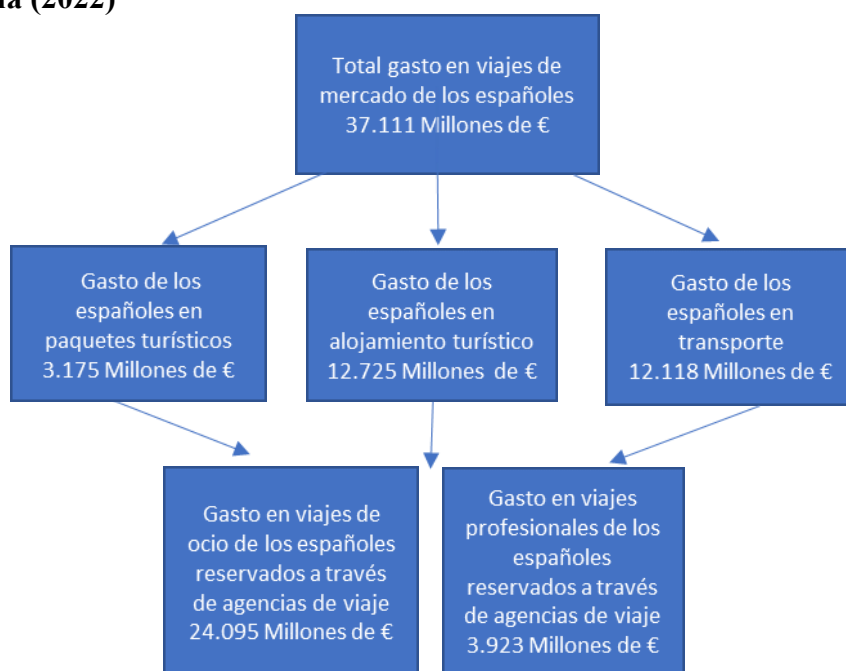 (2022)
Total gasto en viajes de
mercado de los españoles
37.111 Millones de €
Gasto de los
españoles en
paquetes turísticos
3.175 Millones de €
Gasto de los
españoles en
alojamiento turístico
12.725 Millones de €
Gasto de los
españoles en
transporte
12.118 Millones de €
Gasto en viajes de
ocio de los españoles
reservados a través
de agencias de viaje
24.095 Millones de €
Gasto en viajes
profesionales de los
españoles
reservados a través
de agencias de viaje
3.923 Millones de €